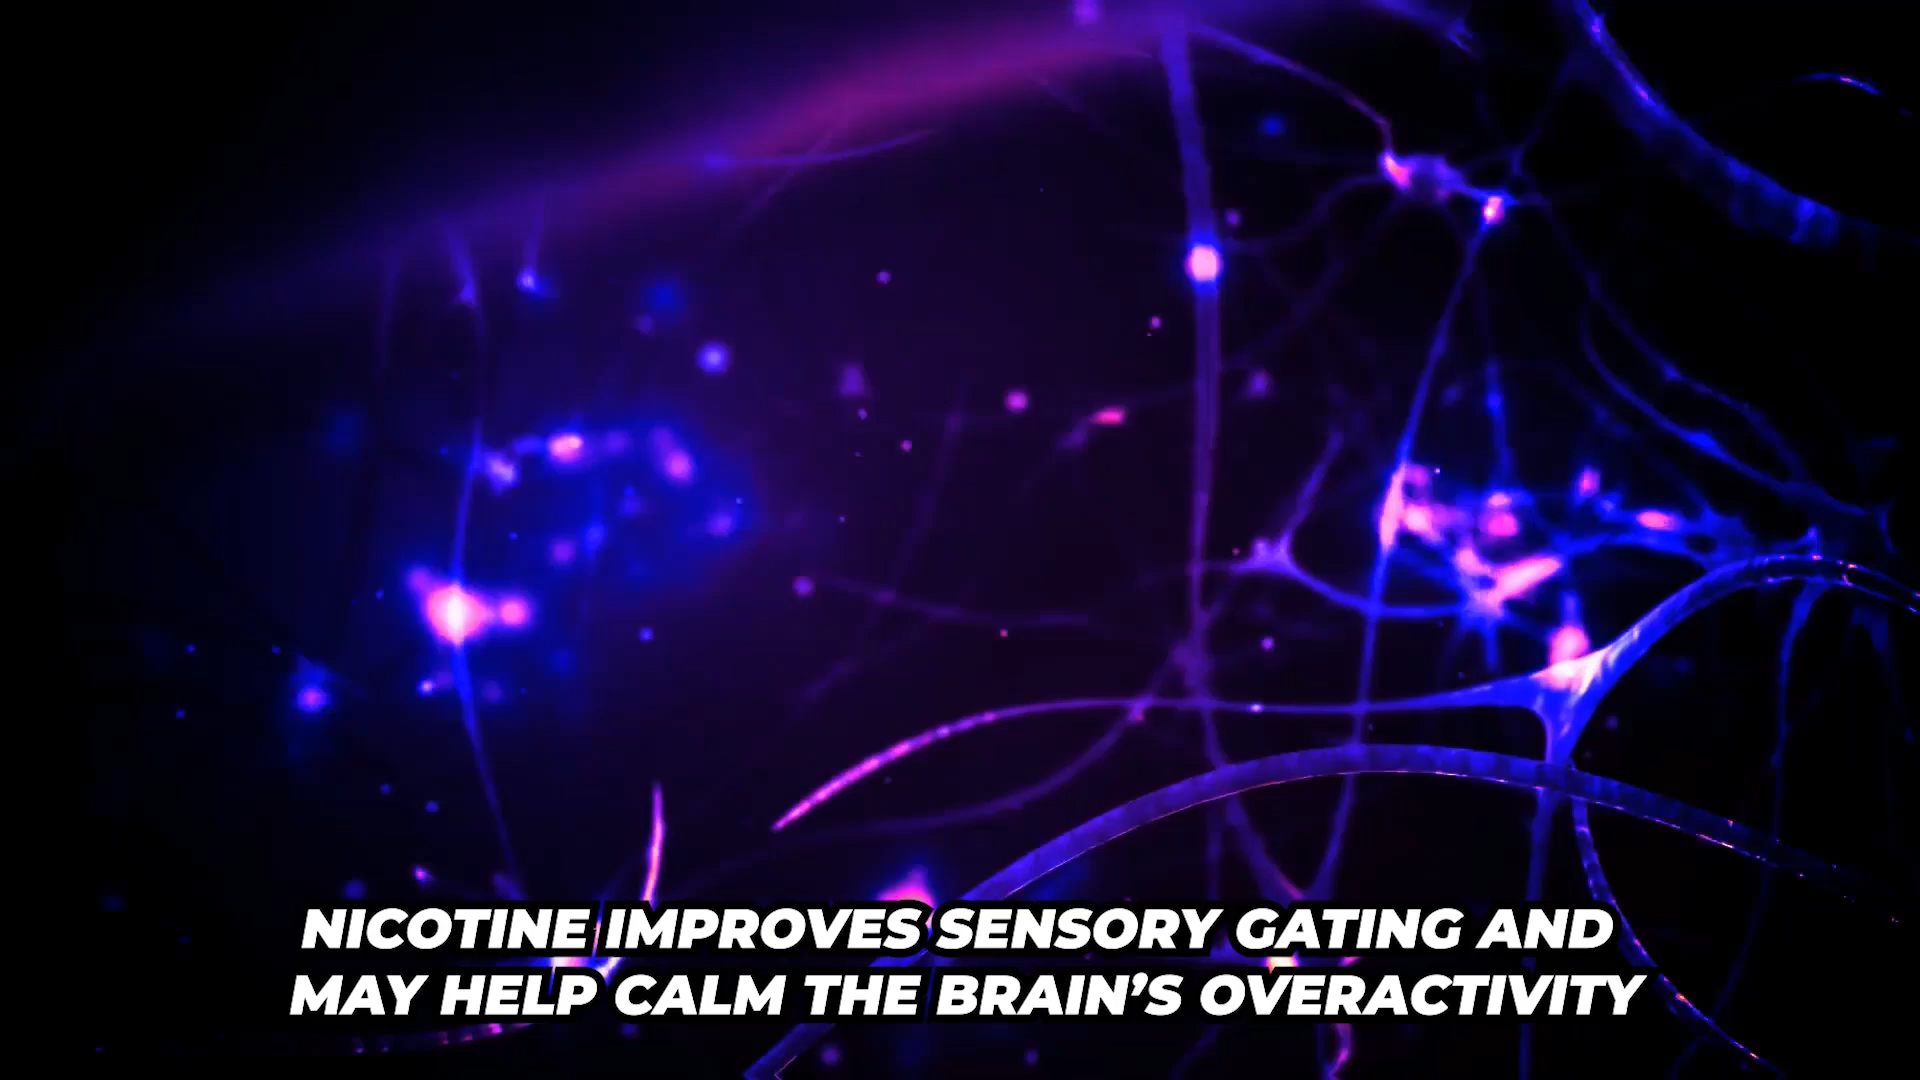 NICOTINE IMPROVES SENSORY GATING AND
MAY HELP CALM THE BRAIN’S OVERACTIVITY